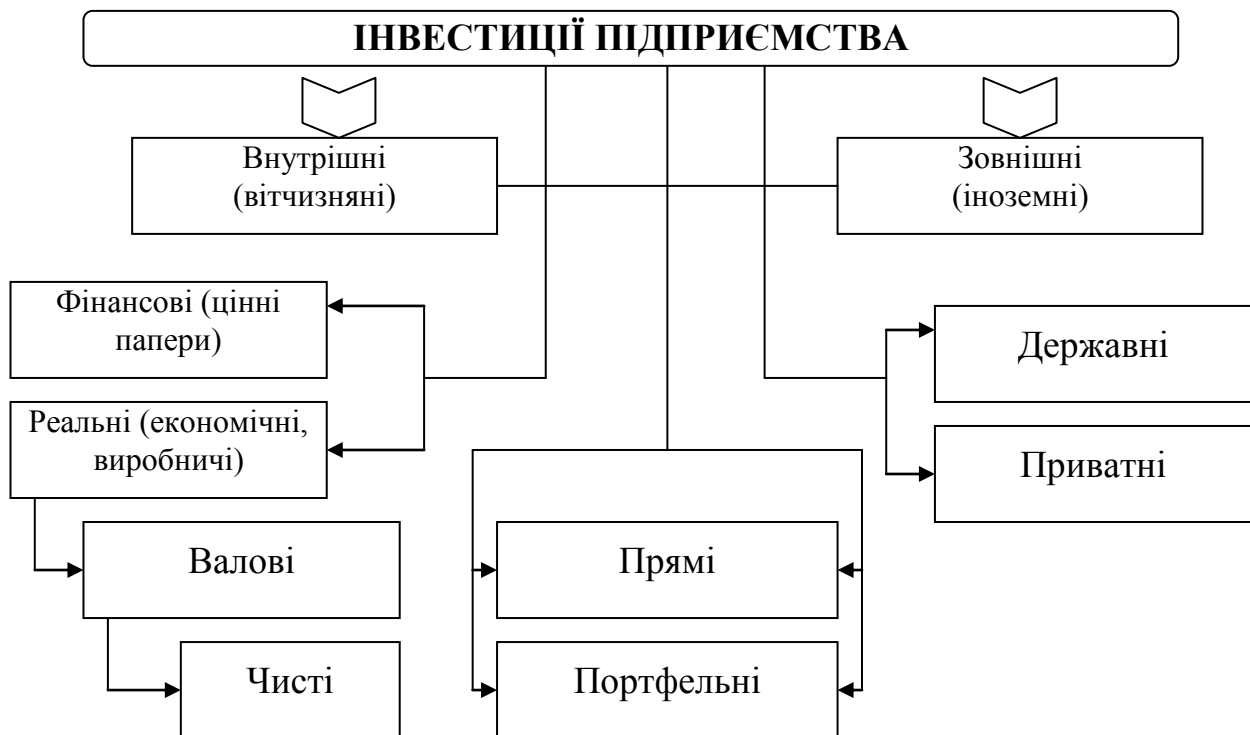 ІНВЕСТИЦІЇ ПІДПРИЄМСТВА
Внутрішні
(вітчизняні)
Зовнішні
(іноземні)
Фінансові (цінні
папери)
Державні
Реальні (економічні,
виробничі)
Приватні
Валові
Прямі
Чисті
Портфельні